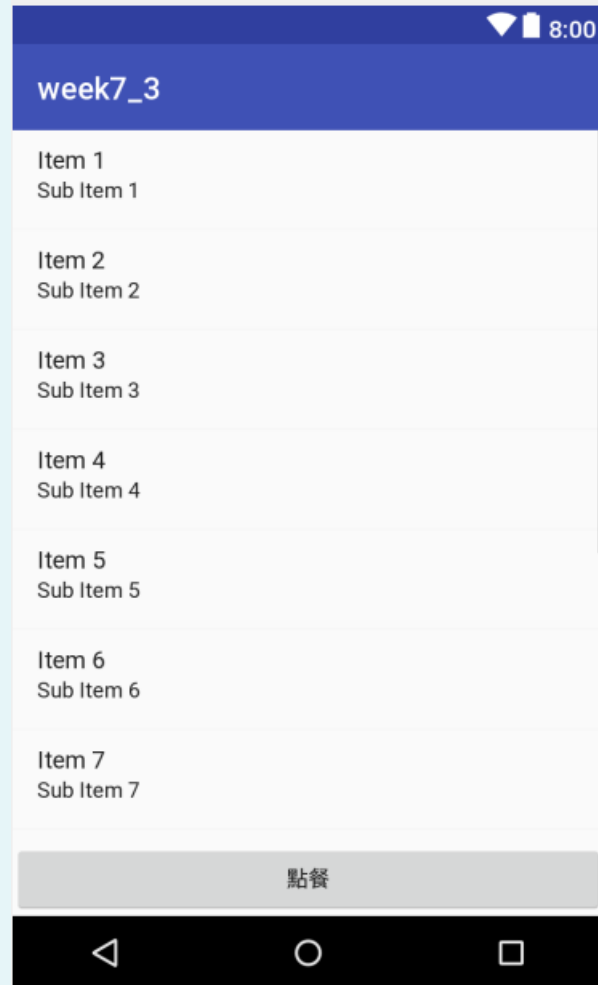 8:00
week7_3
Item 1
Sub Item 1
Item 2
Sub Item 2
Item 3
Sub Item 3
Item 4
Sub Item 4
Item 5
Sub Item 5
Item 6
Sub Item 6
Item 7
Sub Item 7
點餐